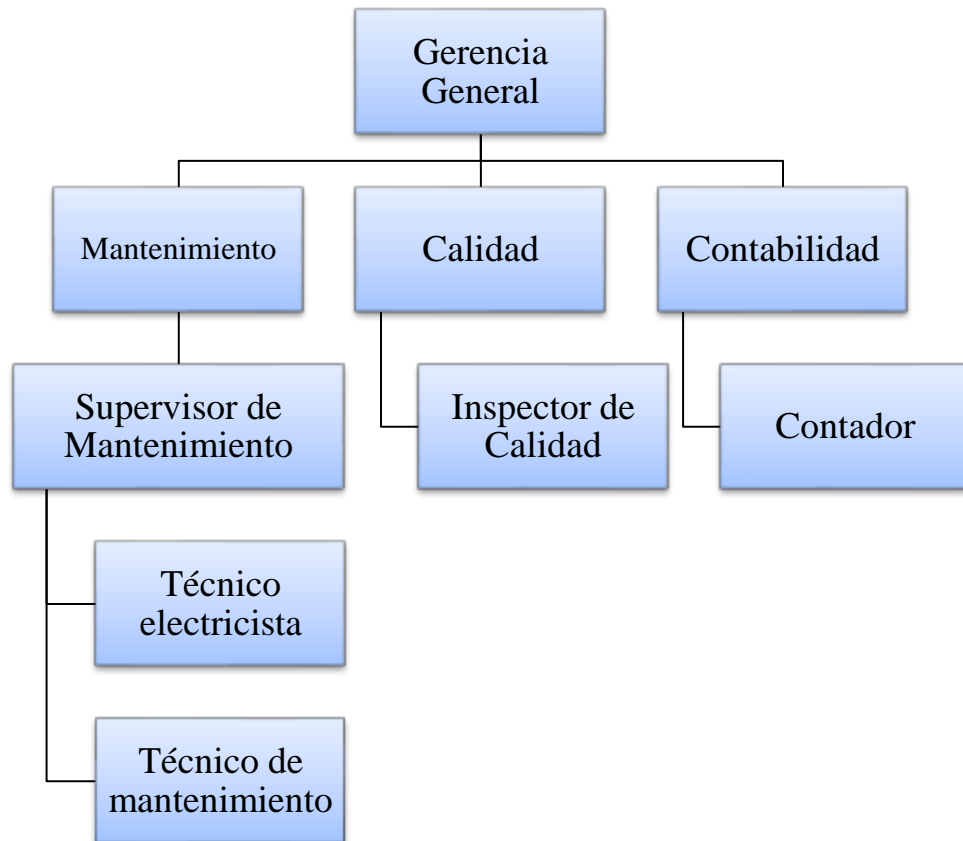 Gerencia
General
Mantenimiento
Calidad
Contabilidad
Supervisor de
Mantenimiento
Inspector de
Calidad
Contador
Técnico
electricista
Técnico de
mantenimiento